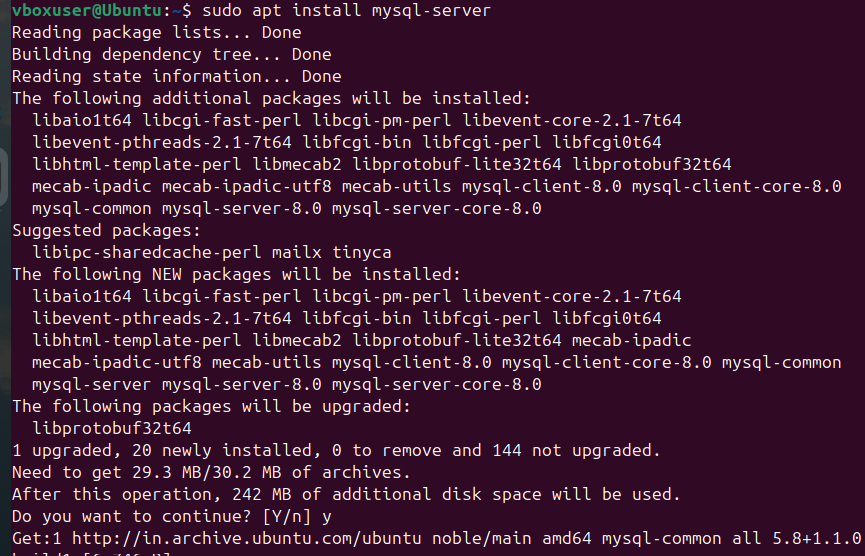 vboxuser@Ubuntu:~$ sudo apt install mysql-server
Reading package lists... Done
Building dependency tree... Done
Reading state information... Done
The following additional packages will be installed:
  libaio1t64 libcgi-fast-perl libcgi-pm-perl libevent-core-2.1-7t64
  libevent-pthreads-2.1-7t64 libfcgi-bin libfcgi-perl libfcgi0t64
  libhtml-template-perl libmecab2 libprotobuf-lite32t64 libprotobuf32t64
  mecab-ipadic mecab-ipadic-utf8 mecab-utils mysql-client-8.0 mysql-client-core-8.0
  mysql-common mysql-server-8.0 mysql-server-core-8.0
Suggested packages:
  libipc-sharedcache-perl mailx tinyca
The following NEW packages will be installed:
  libaio1t64 libcgi-fast-perl libcgi-pm-perl libevent-core-2.1-7t64
  libevent-pthreads-2.1-7t64 libfcgi-bin libfcgi-perl libfcgi0t64
  libhtml-template-perl libmecab2 libprotobuf-lite32t64 mecab-ipadic
  mecab-ipadic-utf8 mecab-utils mysql-client-8.0 mysql-client-core-8.0 mysql-common
  mysql-server mysql-server-8.0 mysql-server-core-8.0
The following packages will be upgraded:
  libprotobuf32t64
1 upgraded, 20 newly installed, 0 to remove and 144 not upgraded.
Need to get 29.3 MB/30.2 MB of archives.
After this operation, 242 MB of additional disk space will be used.
Do you want to continue? [Y/n] y
Get:1 http://in.archive.ubuntu.com/ubuntu noble/main amd64 mysql-common all 5.8+1.1.0